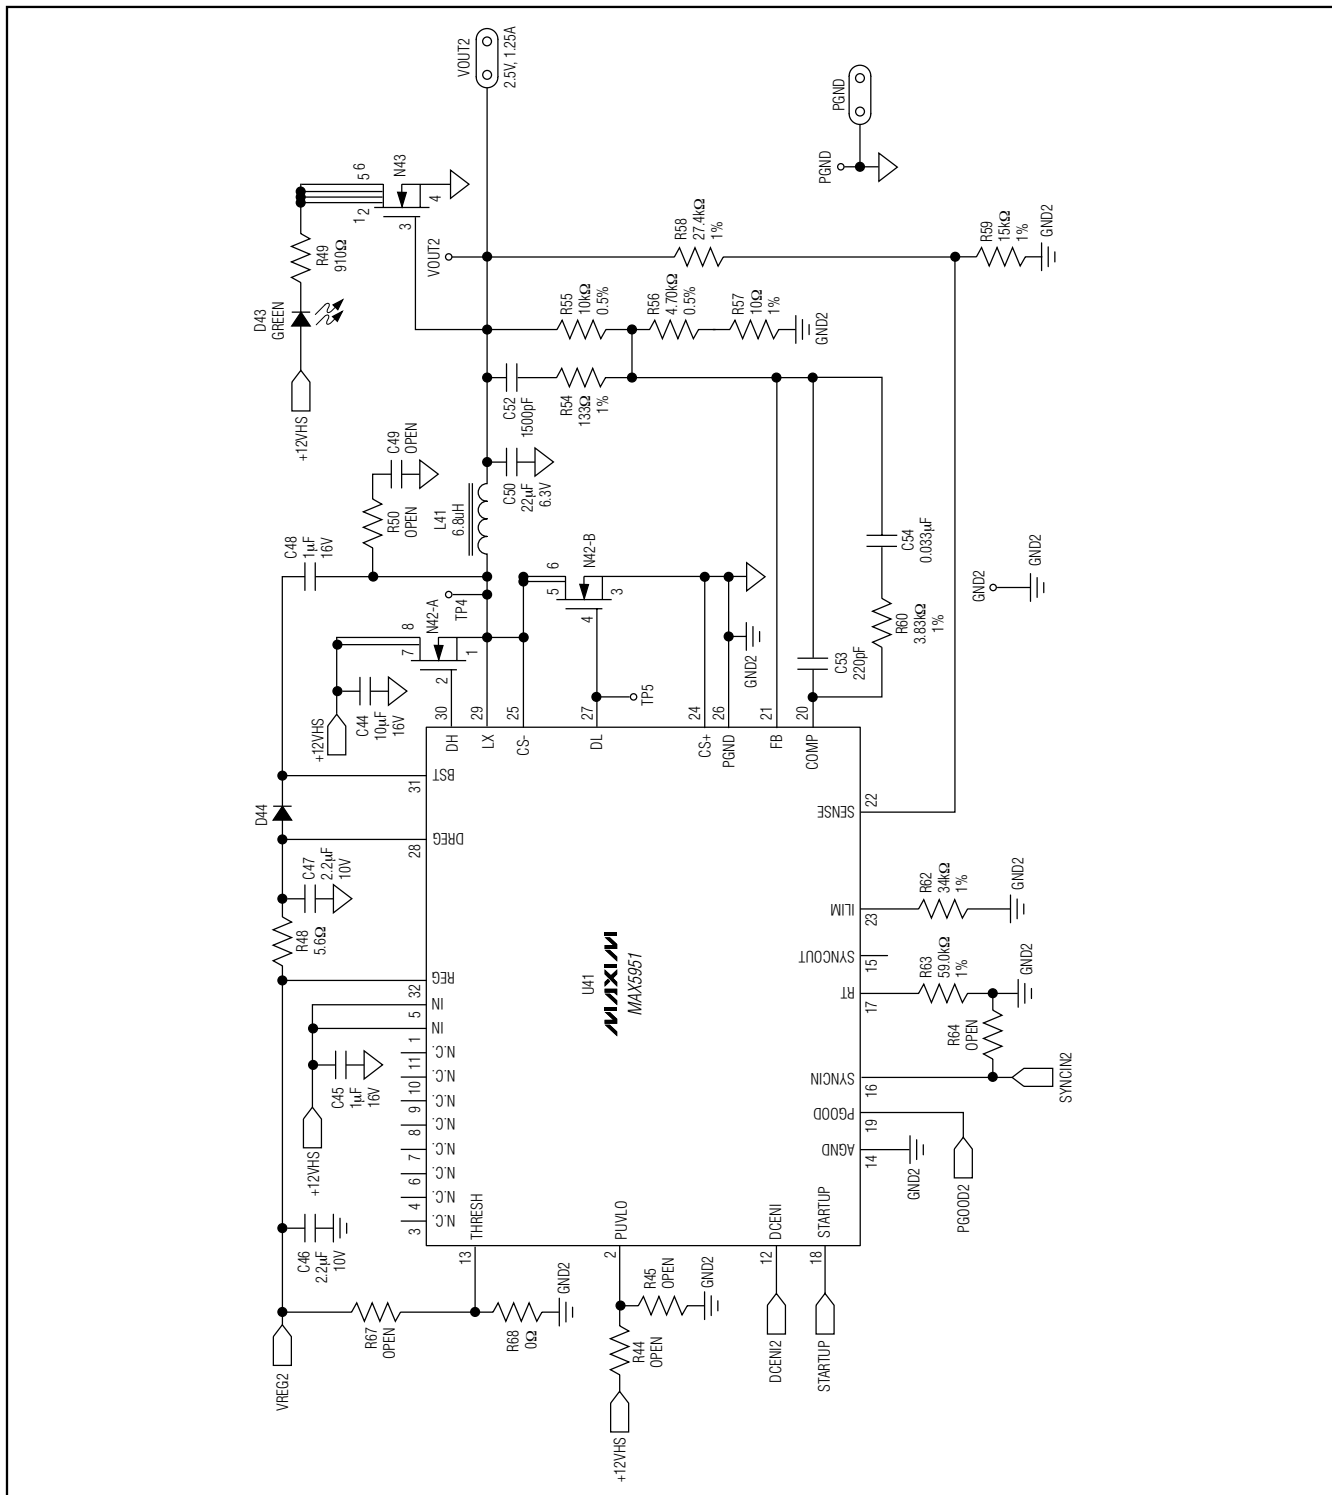 VOUT2
2.5V, 1.25A
PGND
PGND
D43
GREEN
R49
910Ω
+12VHS
1 2
5 6
N43
3
4
VOUT2
R58
27.4kΩ
1%
R59
15kΩ
1%
GND2
R55
10kΩ
0.5%
R56
4.70kΩ
0.5%
R57
10Ω
1%
GND2
C52
1500pF
R54
133Ω
1%
C49
OPEN
R50
OPEN
C48
1µF
16V
L41
6.8uH
C50
22µF
6.3V
C54
0.033µF
R60
3.83kΩ
1%
C53
220pF
GND2
GND2
N42-B
5
6
4
3
TP4
N42-A
7
8
2
1
GND2
TP5
+12VHS
C44
10µF
16V
30
DH
29
LX
25
CS-
27
DL
24
CS+
26
PGND
21
FB
20
COMP
D44
31
BST
28
DREG
C47
2.2µF
10V
R48
5.6Ω
32
REG
5
IN
1
IN
11
N.C.
10
N.C.
9
N.C.
8
N.C.
7
N.C.
6
N.C.
4
N.C.
3
N.C.
C45
1µF
16V
+12VHS
C46
2.2µF
10V
VREG2
U41
MAXIM
MAX5951
SENSE
22
ILIM
23
R62
34kΩ
1%
GND2
SYNCOUT
15
RT
17
R63
59.0kΩ
1%
GND2
R64
OPEN
SYNCIN
16
SYNCIN2
PGOOD
19
PGOOD2
AGND
14
GND2
THRESH
13
R67
OPEN
R68
0Ω
GND2
PUVLO
2
R45
OPEN
GND2
R44
OPEN
+12VHS
DCENI
12
DCENI2
STARTUP
18
STARTUP